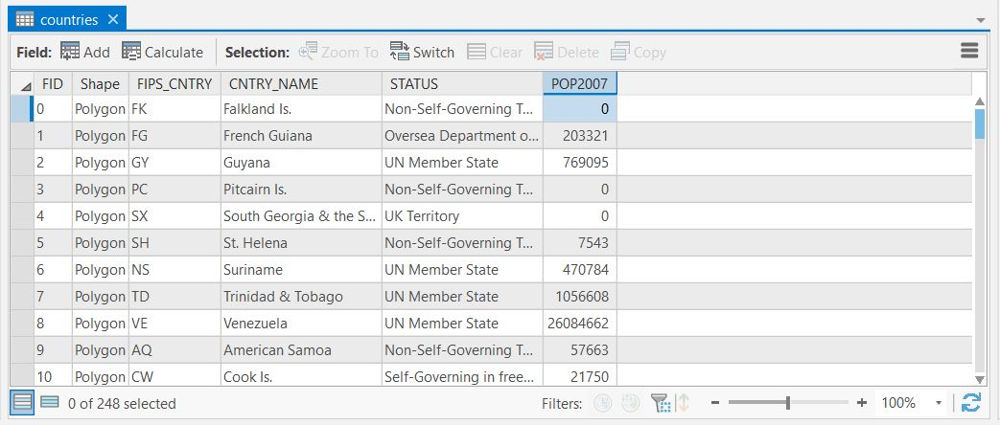 countries
Field: Add Calculate Selection: Zoom To Switch Clear Delete Copy
FID Shape FIPS_CNTRY CNTRY_NAME STATUS POP2007
0 Polygon FK Falkland Is. Non-Self-Governing T... 0
1 Polygon FG French Guiana Oversea Department o... 203321
2 Polygon GY Guyana UN Member State 769095
3 Polygon PC Pitcairn Is. Non-Self-Governing T... 0
4 Polygon SX South Georgia & the S... UK Territory 0
5 Polygon SH St. Helena Non-Self-Governing T... 7543
6 Polygon NS Suriname UN Member State 470784
7 Polygon TD Trinidad & Tobago UN Member State 1056608
8 Polygon VE Venezuela UN Member State 26084662
9 Polygon AQ American Samoa Non-Self-Governing T... 57663
10 Polygon CW Cook Is. Self-Governing in free... 21750
0 of 248 selected Filters: 100%